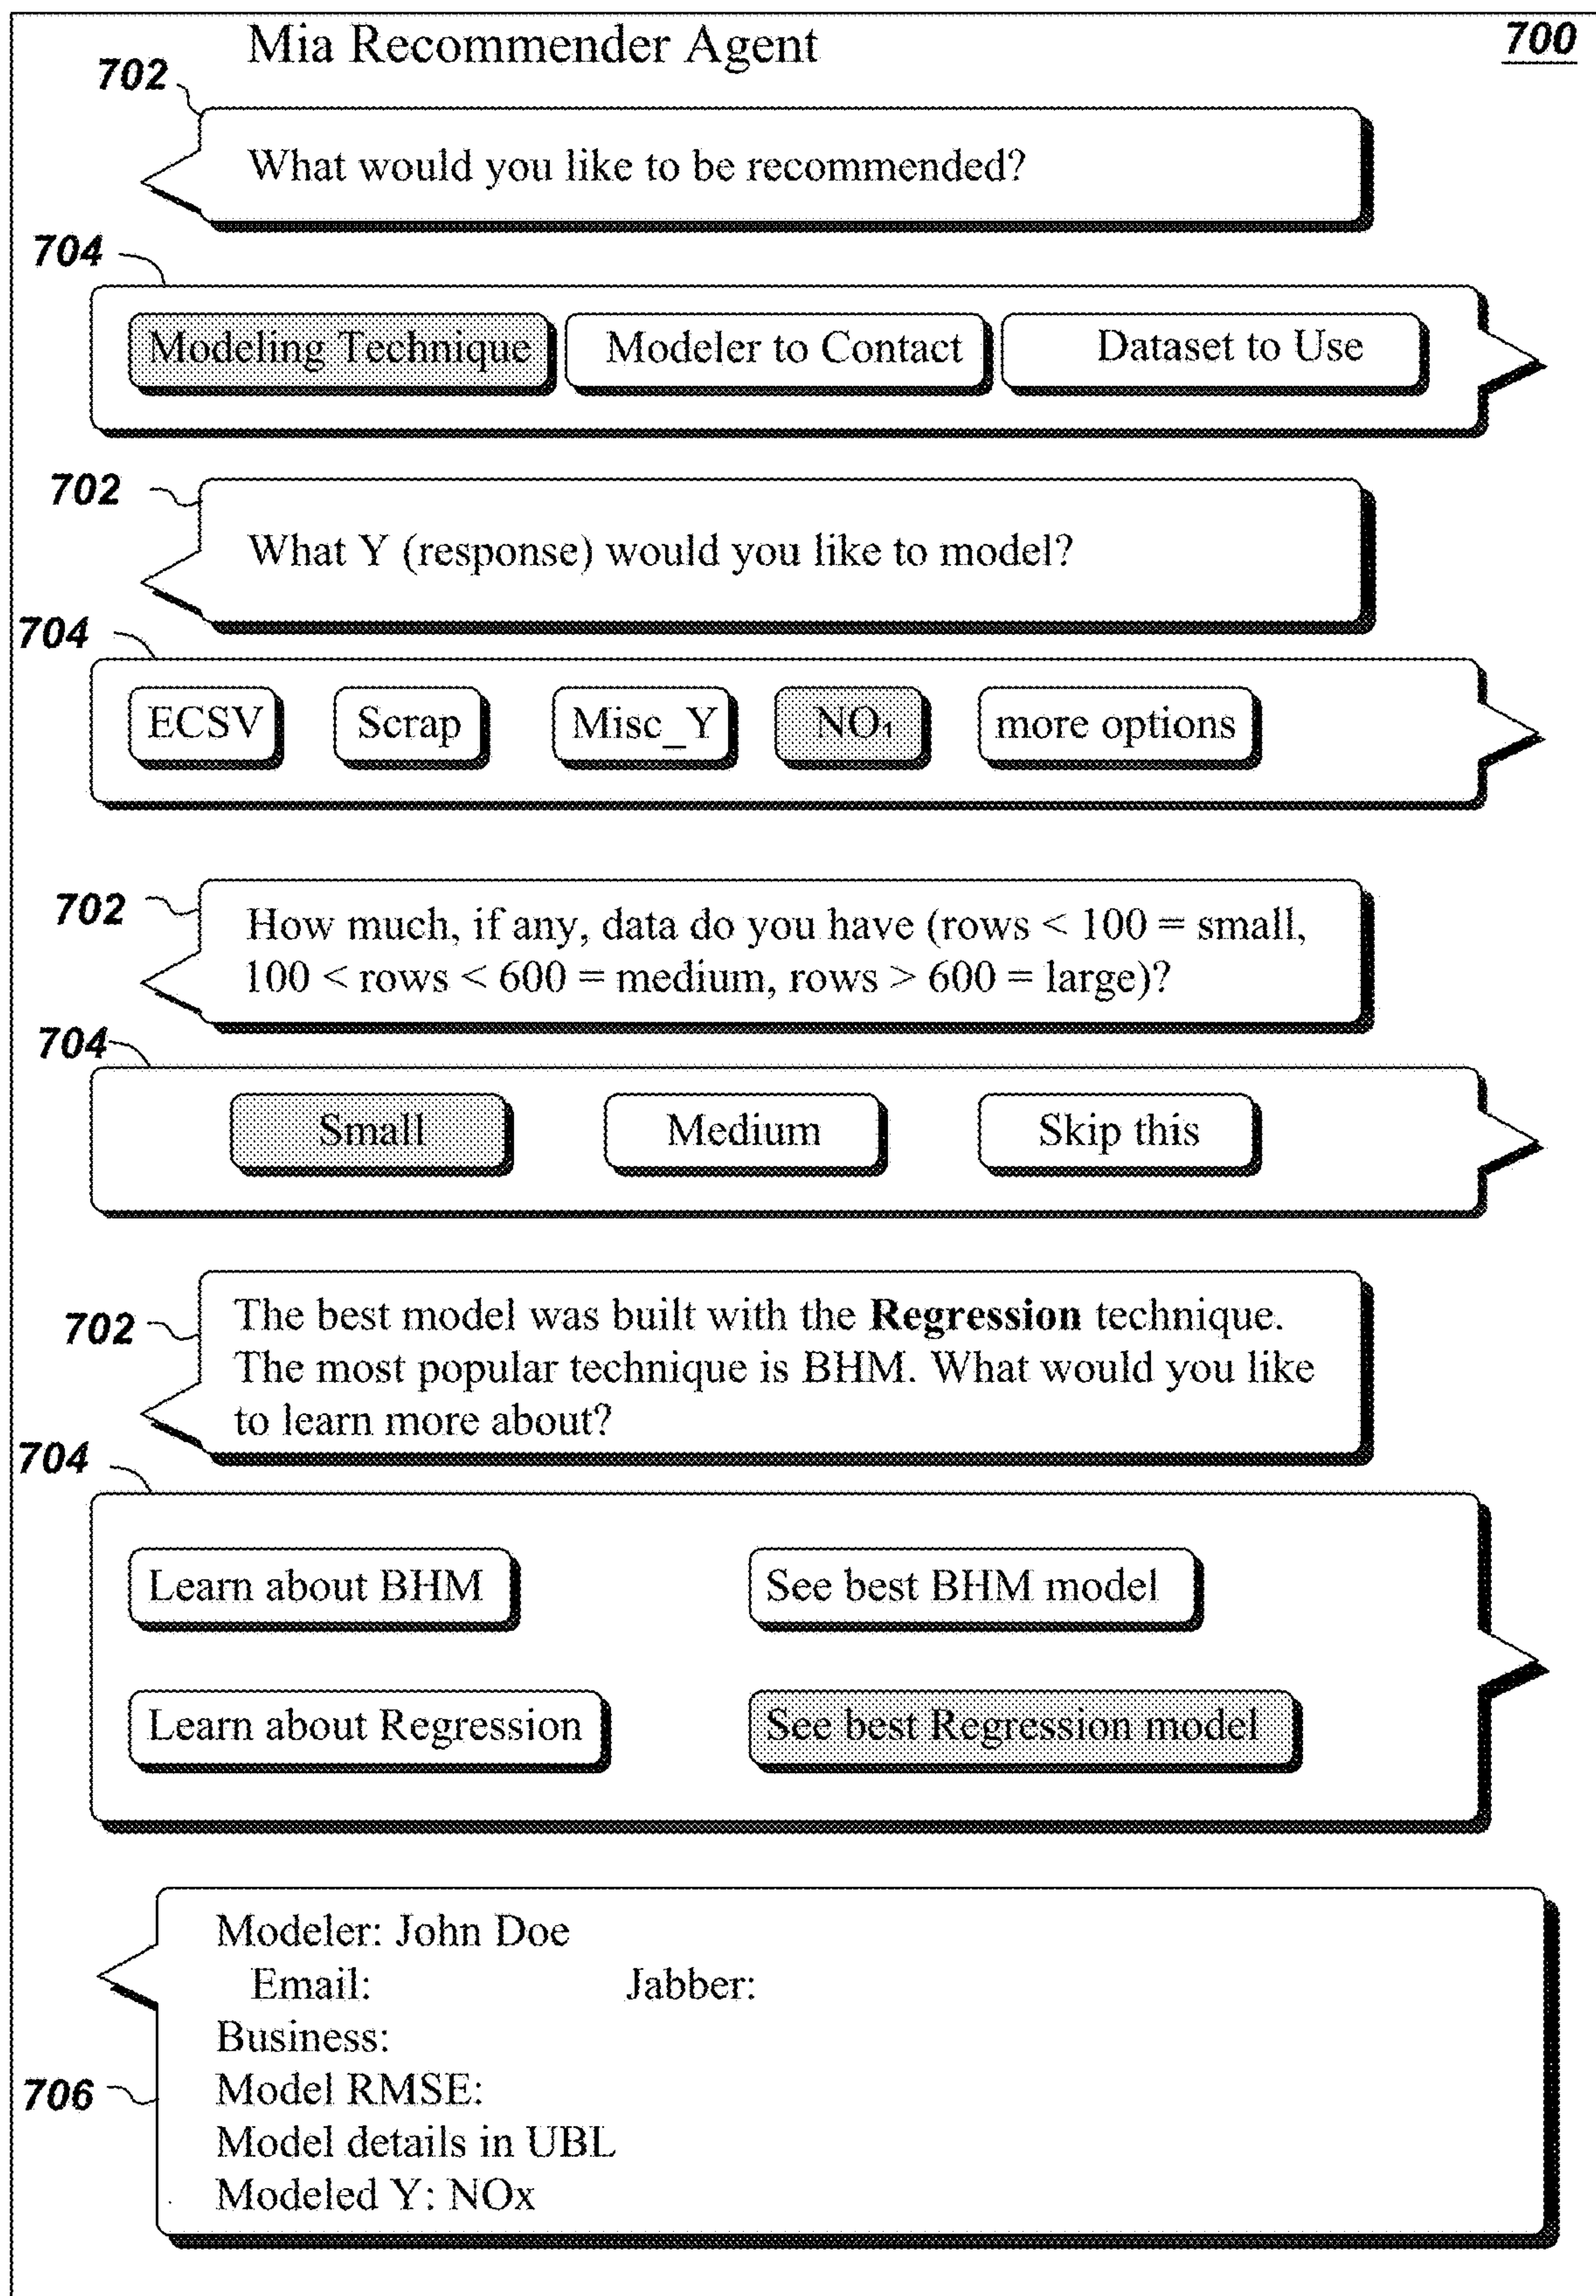 Mia Recommender Agent
700
702
What would you like to be recommended?
704
Modeling Technique Modeler to Contact Dataset to Use
702
What Y (response) would you like to model?
704
ECSV Scrap Misc_Y NO₁ more options
702
How much, if any, data do you have (rows < 100 = small,
100 < rows < 600 = medium, rows > 600 = large)?
704
Small Medium Skip this
702
The best model was built with the Regression technique.
The most popular technique is BHM. What would you like
to learn more about?
704
Learn about BHM See best BHM model
Learn about Regression See best Regression model
706
Modeler: John Doe
Email: Jabber:
Business:
Model RMSE:
Model details in UBL
Modeled Y: NOx